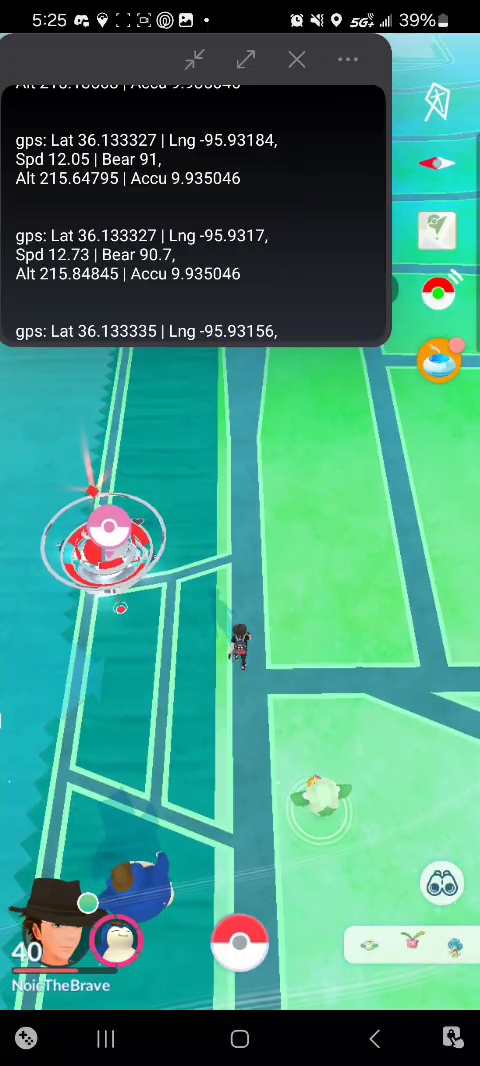 5:25
5G+
39%
gps: Lat 36.133327 | Lng -95.93184,
Spd 12.05 | Bear 91,
Alt 215.64795 | Accu 9.935046
gps: Lat 36.133327 | Lng -95.9317,
Spd 12.73 | Bear 90.7,
Alt 215.84845 | Accu 9.935046
gps: Lat 36.133335 | Lng -95.93156,
40
NoicTheBrave